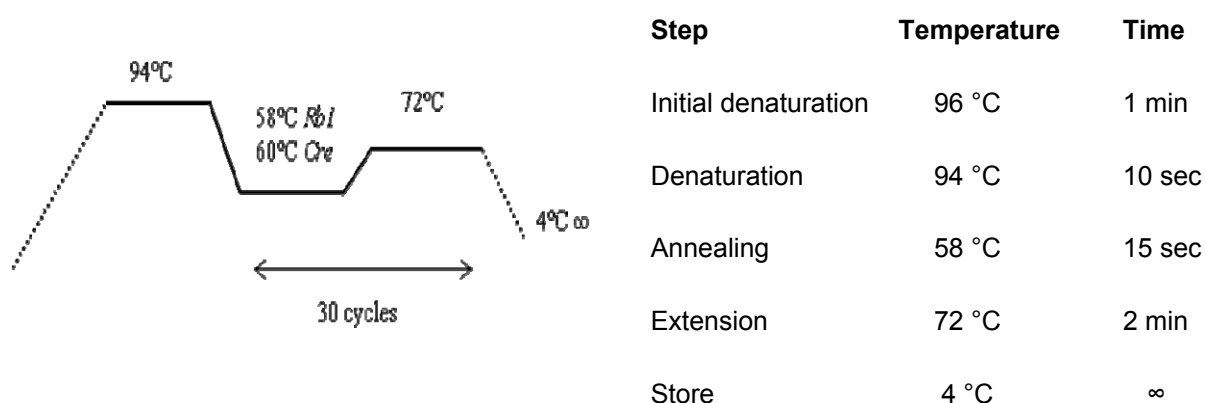 94ºC
58ºC Rb1
60ºC Cre
72ºC
4ºC ∞
30 cycles
Step Temperature Time
Initial denaturation 96 °C 1 min
Denaturation 94 °C 10 sec
Annealing 58 °C 15 sec
Extension 72 °C 2 min
Store 4 °C ∞